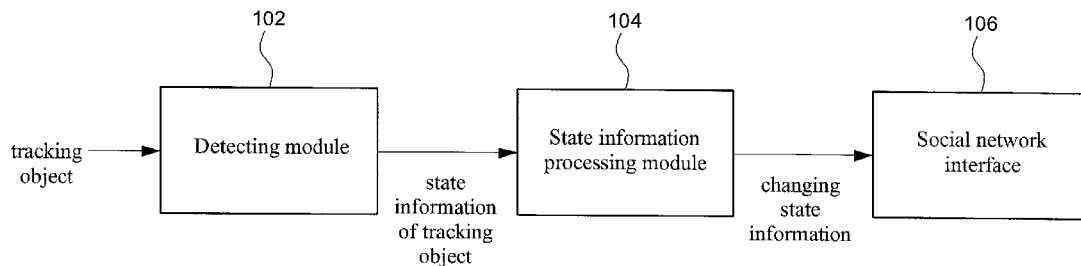 102
104
106
tracking
object
Detecting module
state
information
of tracking
object
State information
processing module
changing
state
information
Social network
interface